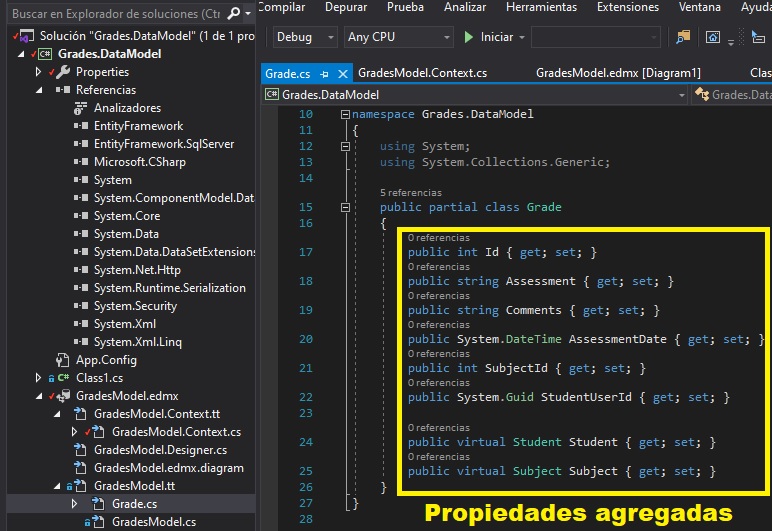 Compilar Depurar Prueba Analizar Herramientas Extensiones Ventana Ayuda
Buscar en Explorador de soluciones (Ctrl
Debug Any CPU Iniciar
Solución "Grades.DataModel" (1 de 1 pro
Grades.DataModel
Properties
Referencias
Analizadores
EntityFramework
EntityFramework.SqlServer
Microsoft.CSharp
System
System.ComponentModel.Dat
System.Core
System.Data
System.Data.DataSetExtensions
System.Net.Http
System.Runtime.Serialization
System.Security
System.Xml
System.Xml.Linq
App.Config
Class1.cs
GradesModel.edmx
GradesModel.Context.tt
GradesModel.Context.cs
GradesModel.Designer.cs
GradesModel.edmx.diagram
GradesModel.tt
Grade.cs
GradesModel.cs
Grade.cs GradesModel.Context.cs GradesModel.edmx [Diagram1] Clas
Grades.DataModel Grades.Data
10 namespace Grades.DataModel
11 {
12 using System;
13 using System.Collections.Generic;
14
5 referencias
15 public partial class Grade
16 {
0 referencias
17 public int Id { get; set; }
0 referencias
18 public string Assessment { get; set; }
0 referencias
19 public string Comments { get; set; }
0 referencias
20 public System.DateTime AssessmentDate { get; set; }
0 referencias
21 public int SubjectId { get; set; }
0 referencias
22 public System.Guid StudentUserId { get; set; }
23
0 referencias
24 public virtual Student Student { get; set; }
0 referencias
25 public virtual Subject Subject { get; set; }
26 }
27 }
28
Propiedades agregadas